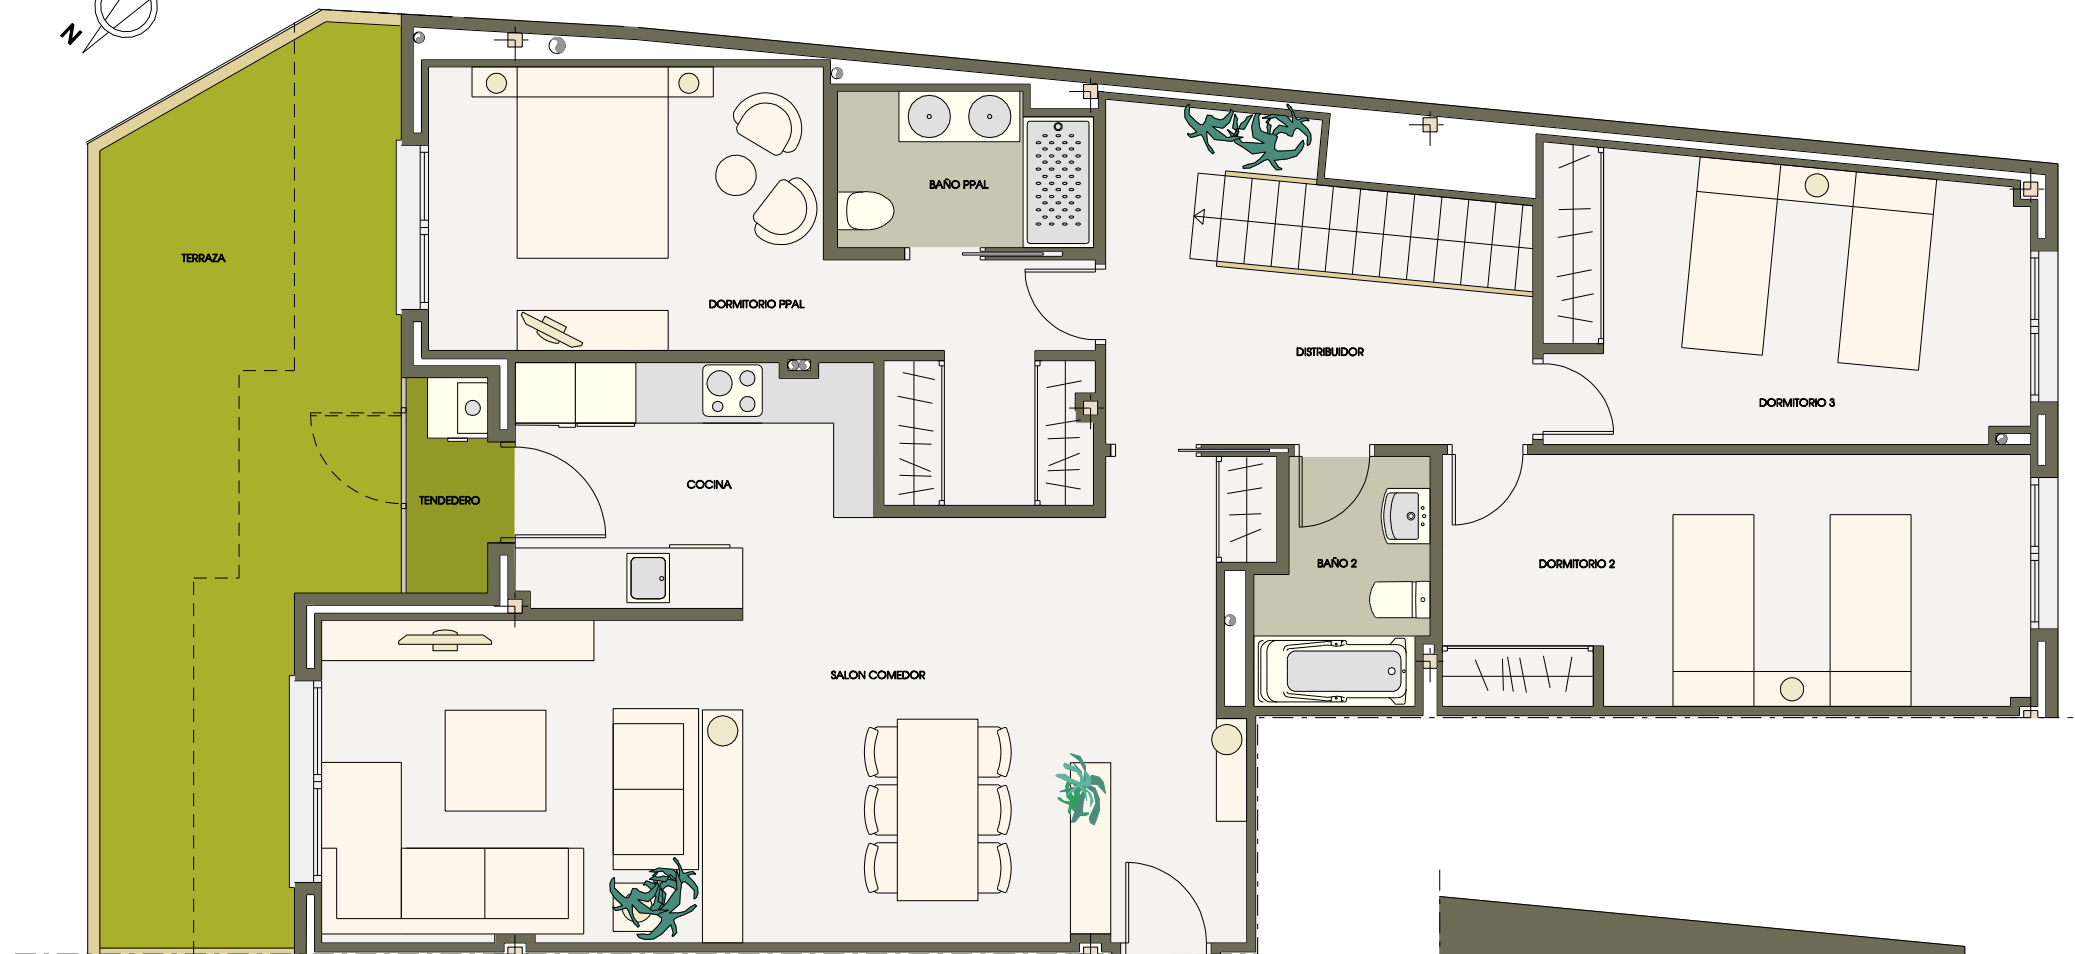 N
BAÑO PPAL
TERRAZA
DORMITORIO PPAL
DISTRIBUIDOR
DORMITORIO 3
COCINA
TENDEDERO
BAÑO 2
DORMITORIO 2
SALON COMEDOR